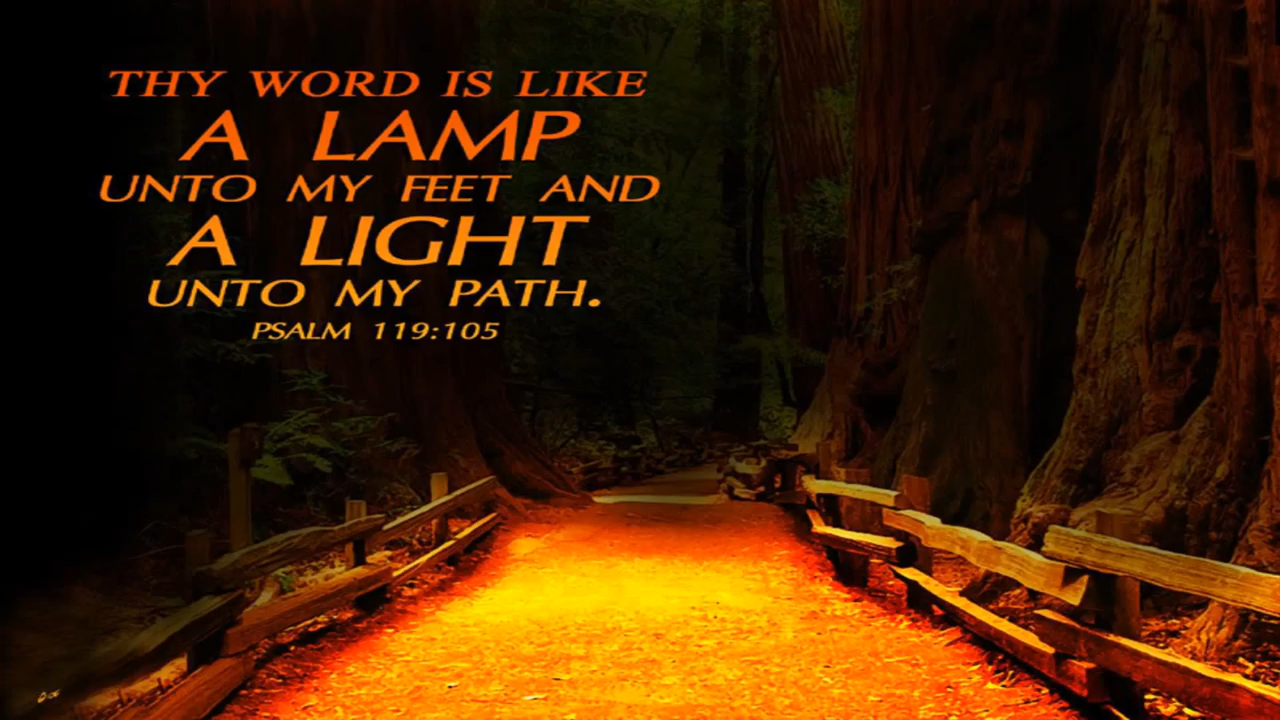 THY WORD IS LIKE
A LAMP
UNTO MY FEET AND
A LIGHT
UNTO MY PATH.
PSALM 119:105